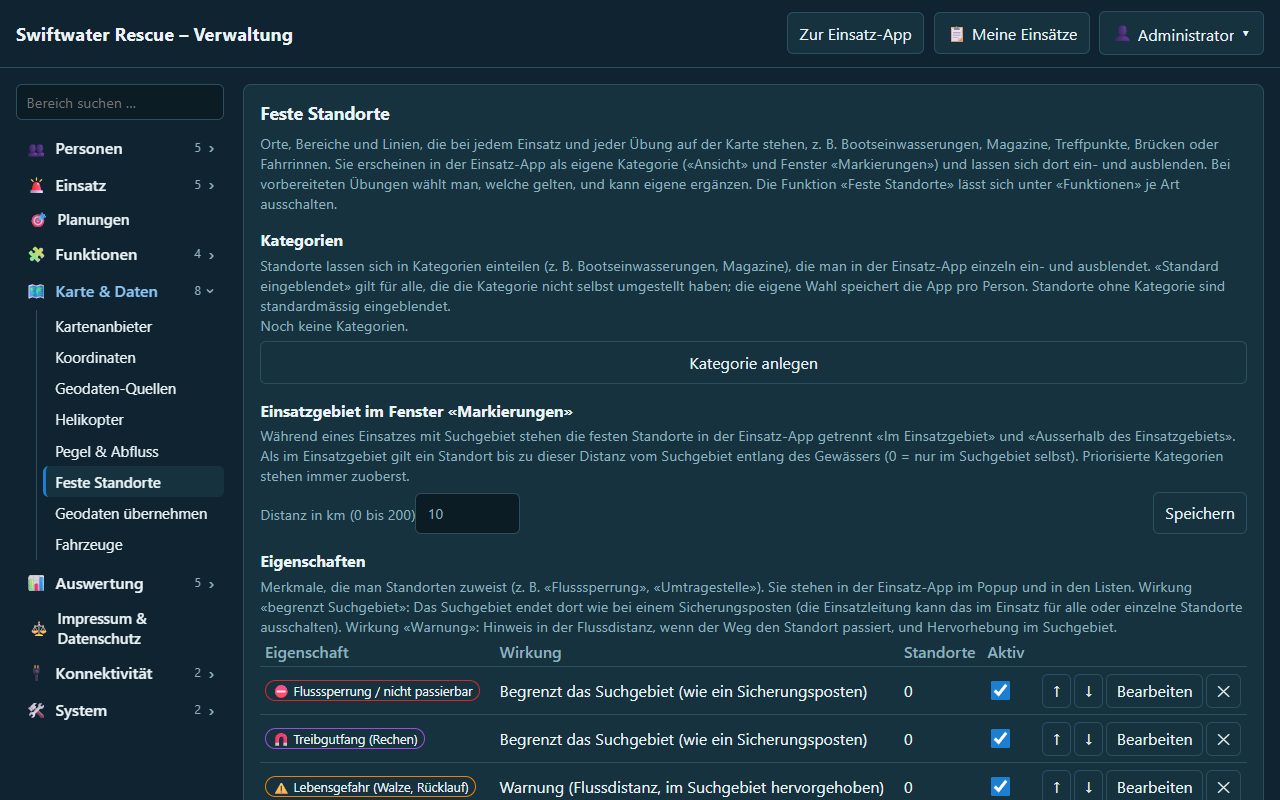 Swiftwater Rescue – Verwaltung
Zur Einsatz-App
Meine Einsätze
Administrator
Bereich suchen ...
Personen 5
Einsatz 5
Planungen
Funktionen 4
Karte & Daten 8
Kartenanbieter
Koordinaten
Geodaten-Quellen
Helikopter
Pegel & Abfluss
Feste Standorte
Geodaten übernehmen
Fahrzeuge
Auswertung 5
Impressum &
Datenschutz
Konnektivität 2
System 2
Feste Standorte
Orte, Bereiche und Linien, die bei jedem Einsatz und jeder Übung auf der Karte stehen, z. B. Bootseinwasserungen, Magazine, Treffpunkte, Brücken oder
Fahrrinnen. Sie erscheinen in der Einsatz-App als eigene Kategorie («Ansicht» und Fenster «Markierungen») und lassen sich dort ein- und ausblenden. Bei
vorbereiteten Übungen wählt man, welche gelten, und kann eigene ergänzen. Die Funktion «Feste Standorte» lässt sich unter «Funktionen» je Art
ausschalten.
Kategorien
Standorte lassen sich in Kategorien einteilen (z. B. Bootseinwasserungen, Magazine), die man in der Einsatz-App einzeln ein- und ausblendet. «Standard
eingeblendet» gilt für alle, die die Kategorie nicht selbst umgestellt haben; die eigene Wahl speichert die App pro Person. Standorte ohne Kategorie sind
standardmässig eingeblendet.
Noch keine Kategorien.
Kategorie anlegen
Einsatzgebiet im Fenster «Markierungen»
Während eines Einsatzes mit Suchgebiet stehen die festen Standorte in der Einsatz-App getrennt «Im Einsatzgebiet» und «Ausserhalb des Einsatzgebiets».
Als im Einsatzgebiet gilt ein Standort bis zu dieser Distanz vom Suchgebiet entlang des Gewässers (0 = nur im Suchgebiet selbst). Priorisierte Kategorien
stehen immer zuoberst.
Distanz in km (0 bis 200) 10 Speichern
Eigenschaften
Merkmale, die man Standorten zuweist (z. B. «Flusssperrung», «Umtragestelle»). Sie stehen in der Einsatz-App im Popup und in den Listen. Wirkung
«begrenzt Suchgebiet»: Das Suchgebiet endet dort wie bei einem Sicherungsposten (die Einsatzleitung kann das im Einsatz für alle oder einzelne Standorte
ausschalten). Wirkung «Warnung»: Hinweis in der Flussdistanz, wenn der Weg den Standort passiert, und Hervorhebung im Suchgebiet.
Eigenschaft Wirkung Standorte Aktiv
Flusssperrung / nicht passierbar Begrenzt das Suchgebiet (wie ein Sicherungsposten) 0 ↑ ↓ Bearbeiten ✕
Treibgutfang (Rechen) Begrenzt das Suchgebiet (wie ein Sicherungsposten) 0 ↑ ↓ Bearbeiten ✕
Lebensgefahr (Walze, Rücklauf) Warnung (Flussdistanz, im Suchgebiet hervorgehoben) 0 ↑ ↓ Bearbeiten ✕